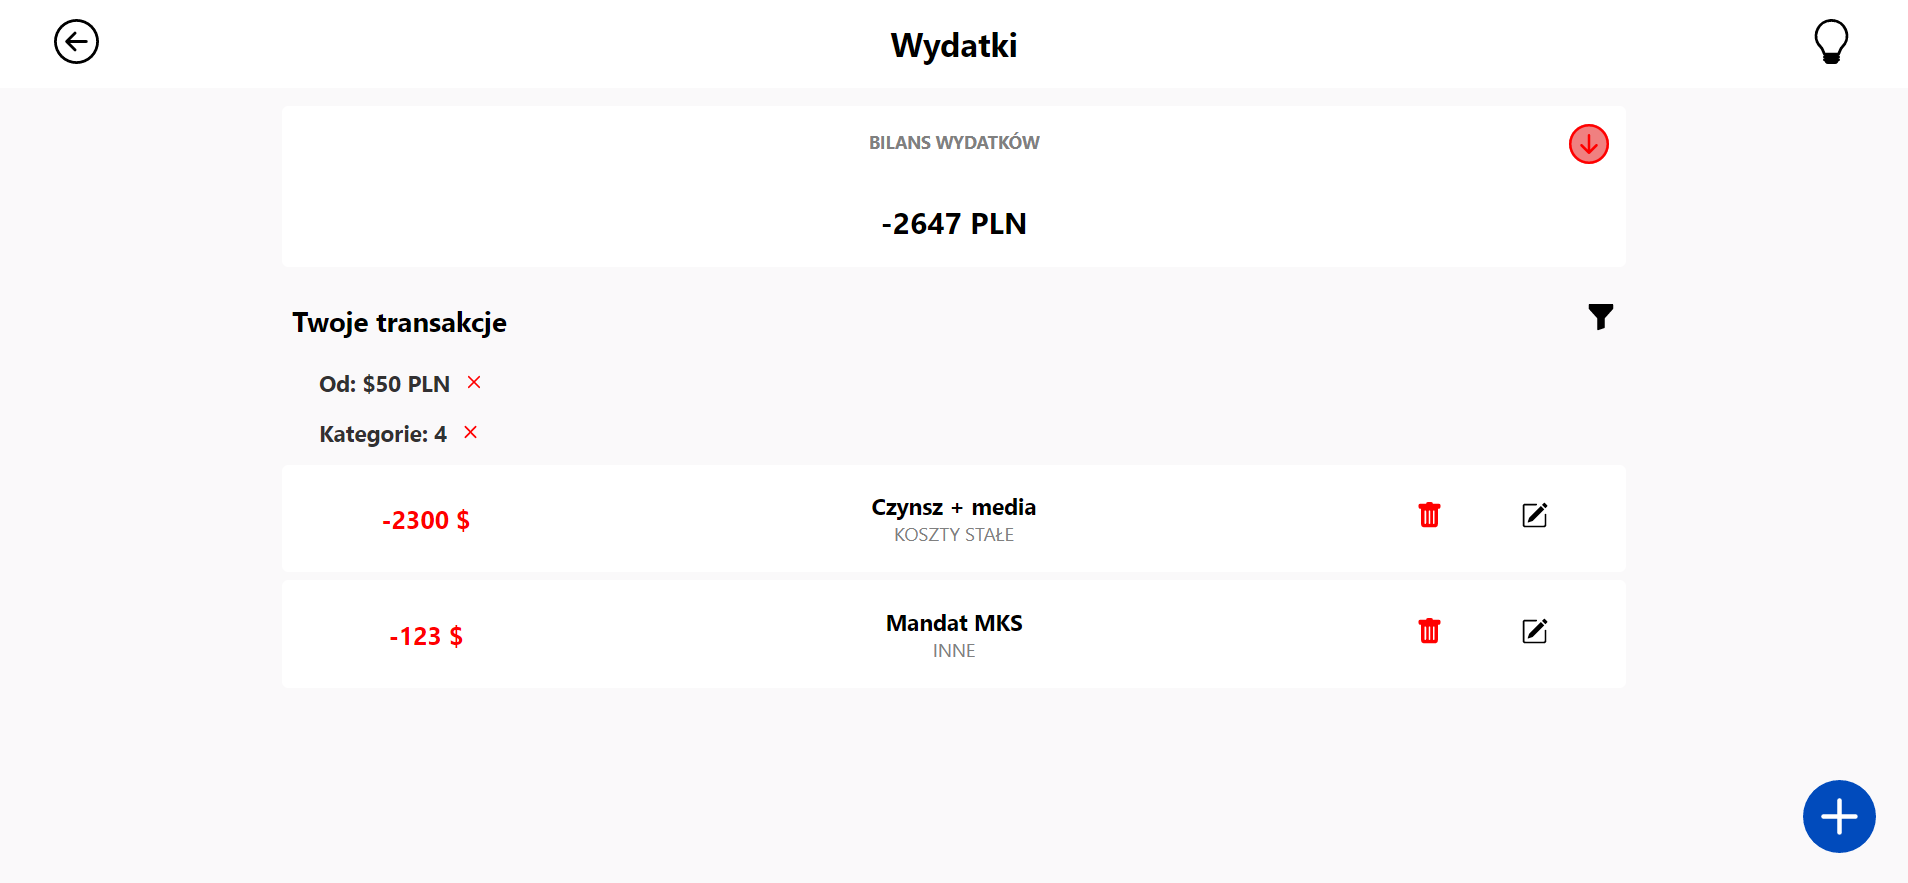 Wydatki
BILANS WYDATKÓW
-2647 PLN
Twoje transakcje
Od: $50 PLN
Kategorie: 4
-2300 $
Czynsz + media
KOSZTY STAŁE
-123 $
Mandat MKS
INNE